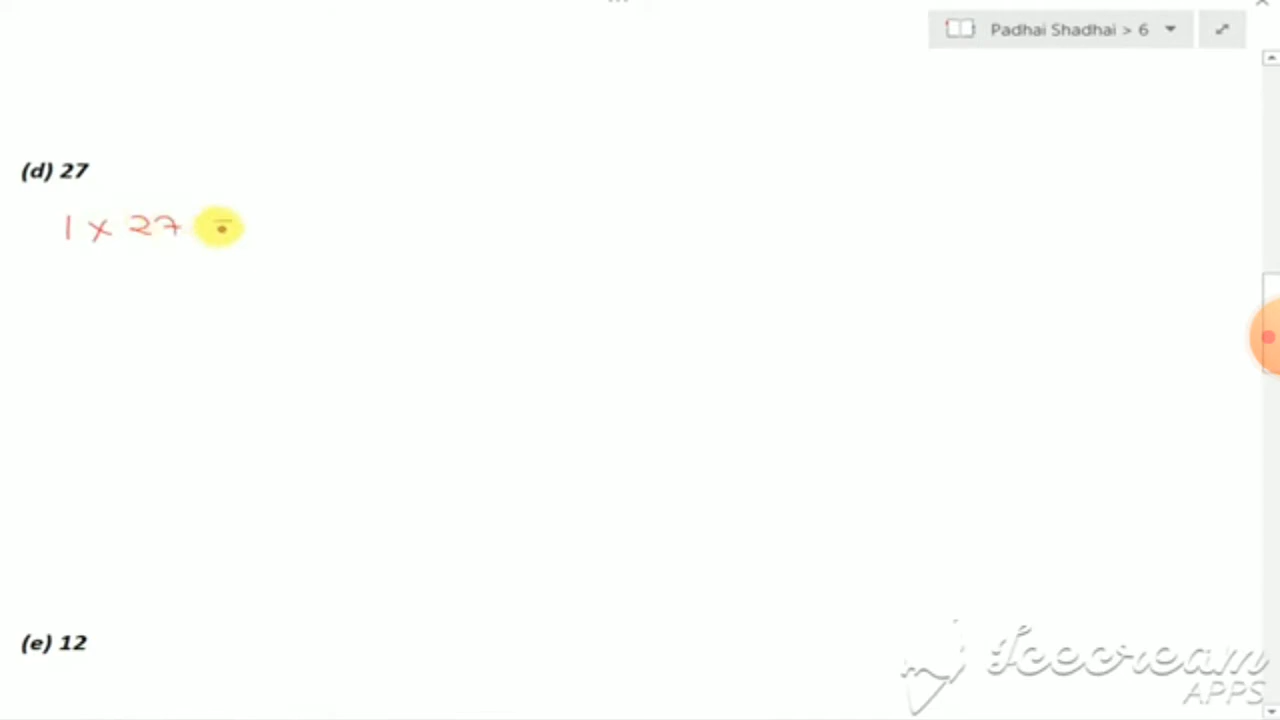 Padhai Shadhai > 6
(d) 27
1 × 27 =
(e) 12
Icecream
APPS